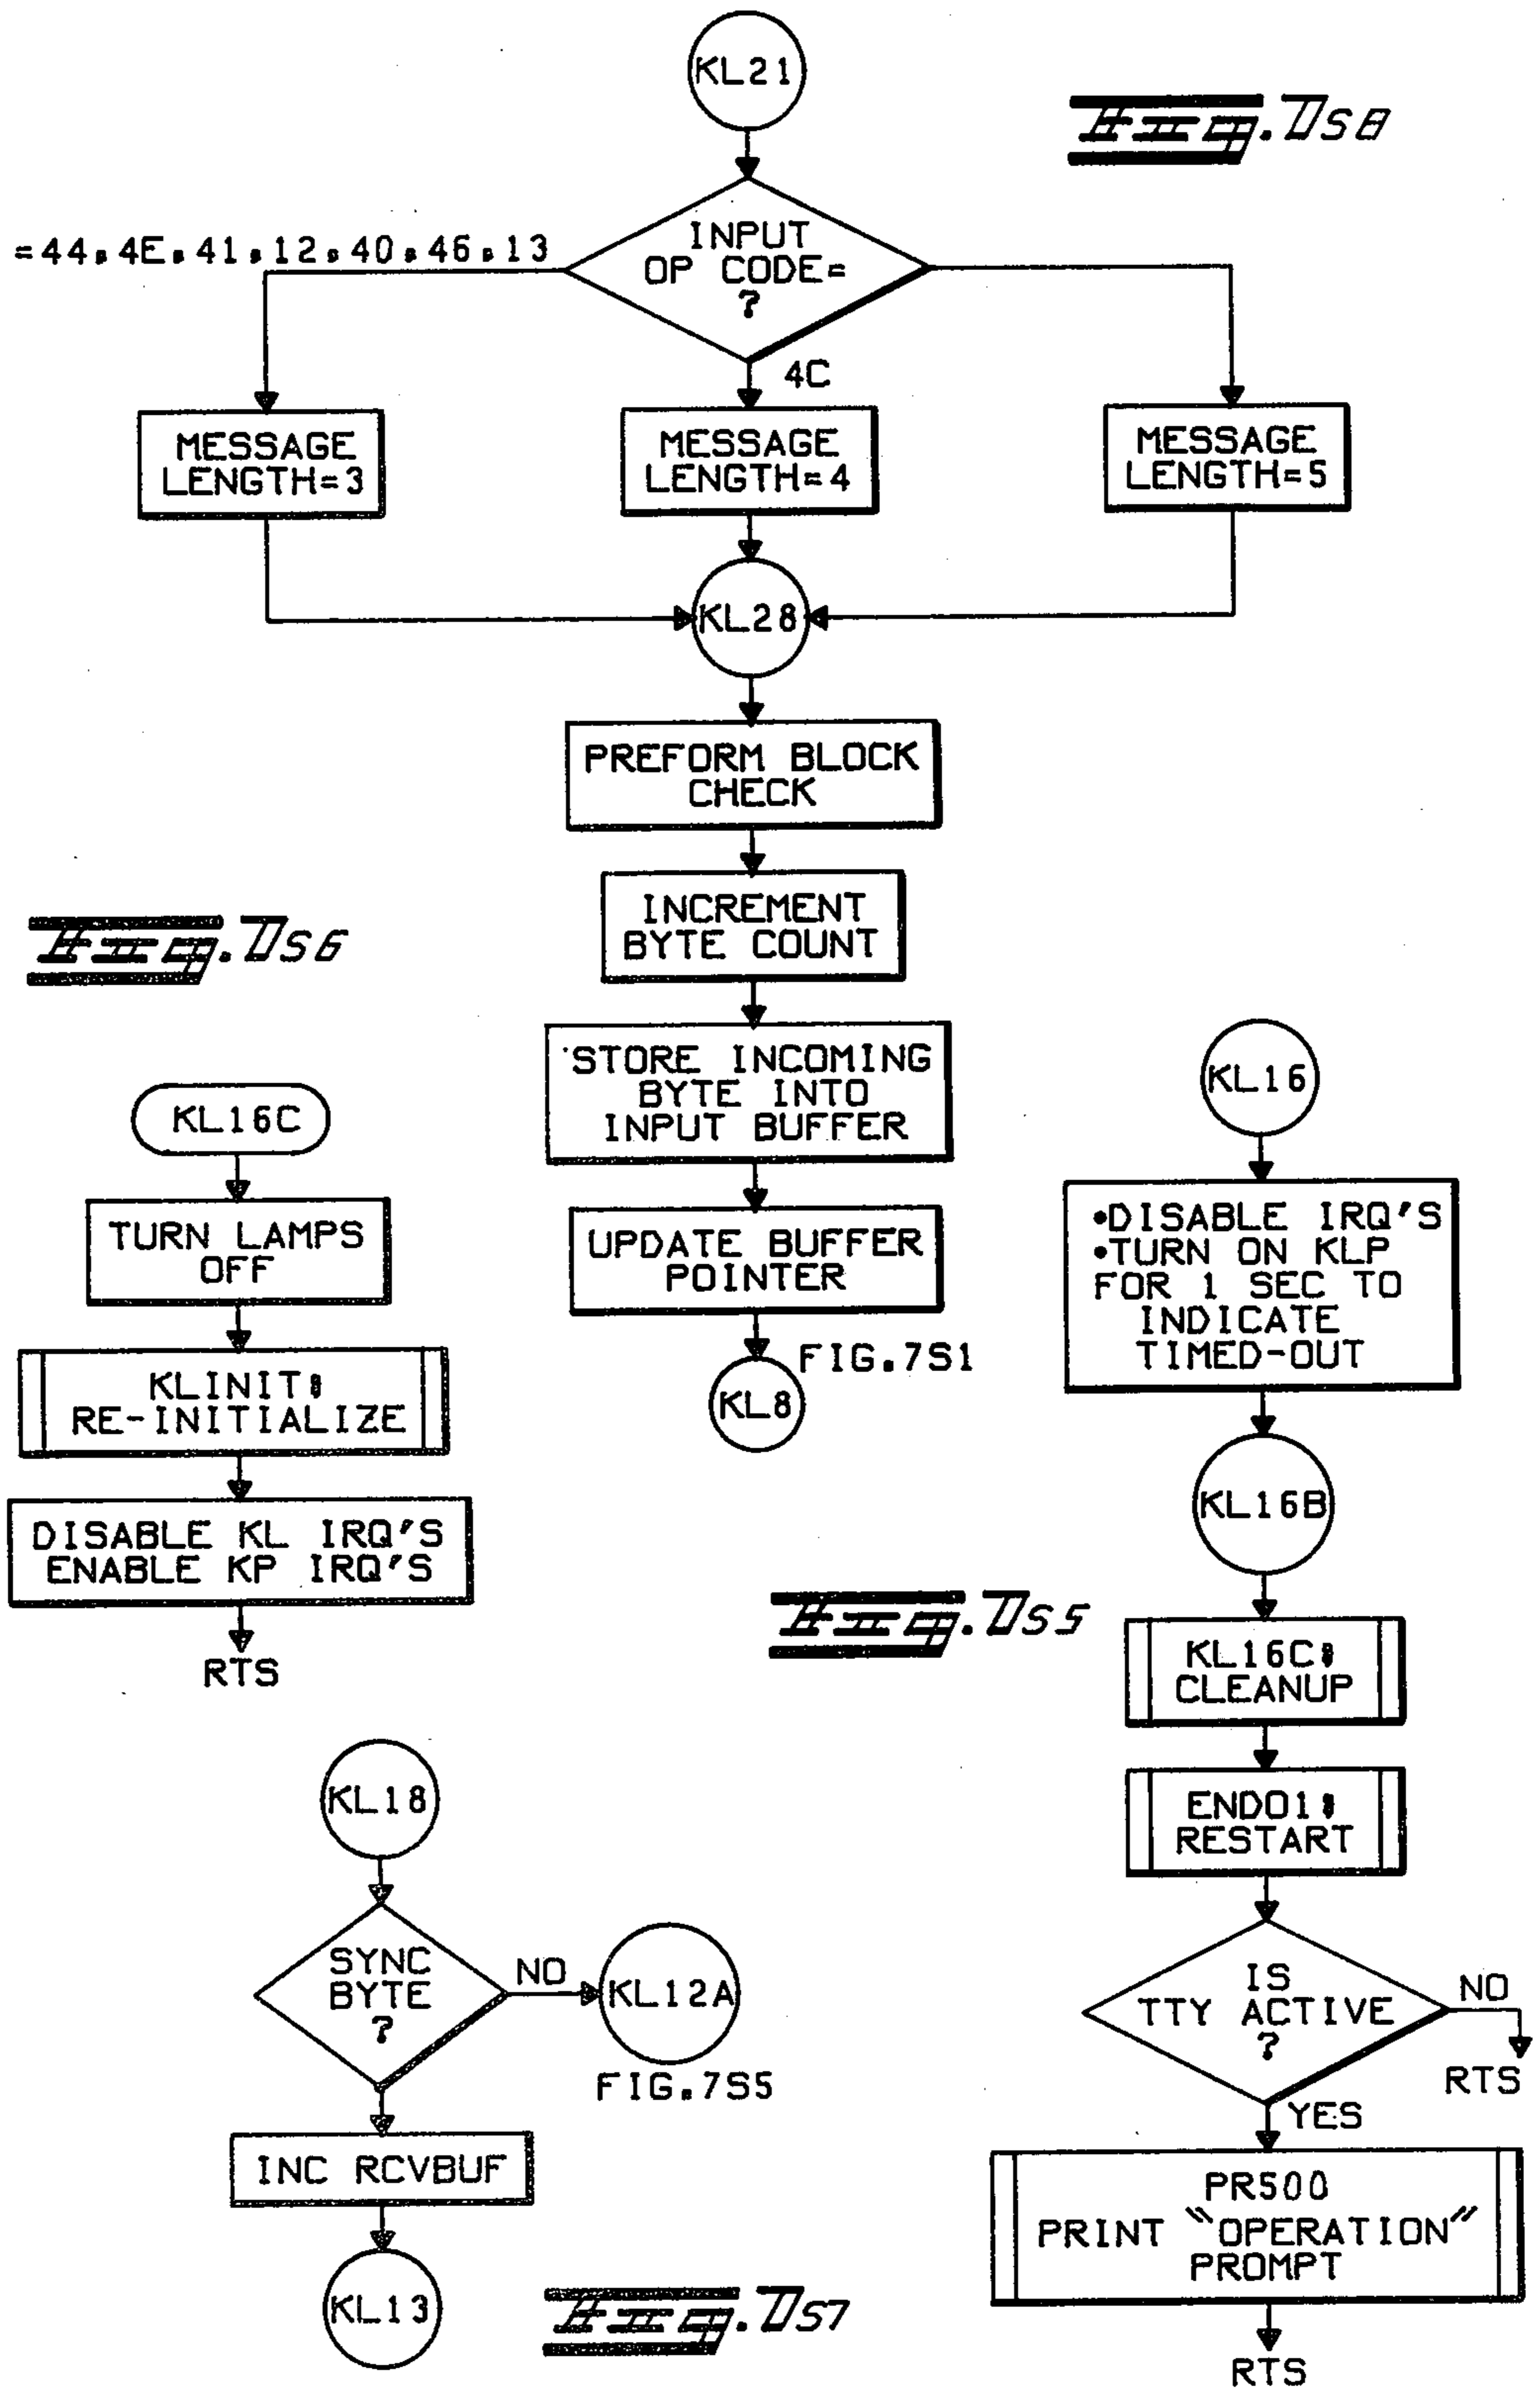 KL21
Fig. 7S8
=44,4E,41,12,40,46,13
INPUT
OP CODE=
?
4C
MESSAGE
LENGTH=3
MESSAGE
LENGTH=4
MESSAGE
LENGTH=5
KL28
PREFORM BLOCK
CHECK
INCREMENT
BYTE COUNT
STORE INCOMING
BYTE INTO
INPUT BUFFER
UPDATE BUFFER
POINTER
FIG.7S1
KL8
Fig. 7S6
KL16C
TURN LAMPS
OFF
KLINIT:
RE-INITIALIZE
DISABLE KL IRQ'S
ENABLE KP IRQ'S
RTS
KL16
•DISABLE IRQ'S
•TURN ON KLP
FOR 1 SEC TO
INDICATE
TIMED-OUT
KL16B
Fig. 7S5
KL16C:
CLEANUP
END01:
RESTART
IS
TTY ACTIVE
?
NO
RTS
YES
PR500
PRINT "OPERATION"
PROMPT
RTS
KL18
SYNC
BYTE
?
NO
KL12A
FIG.7S5
INC RCVBUF
KL13
Fig. 7S7